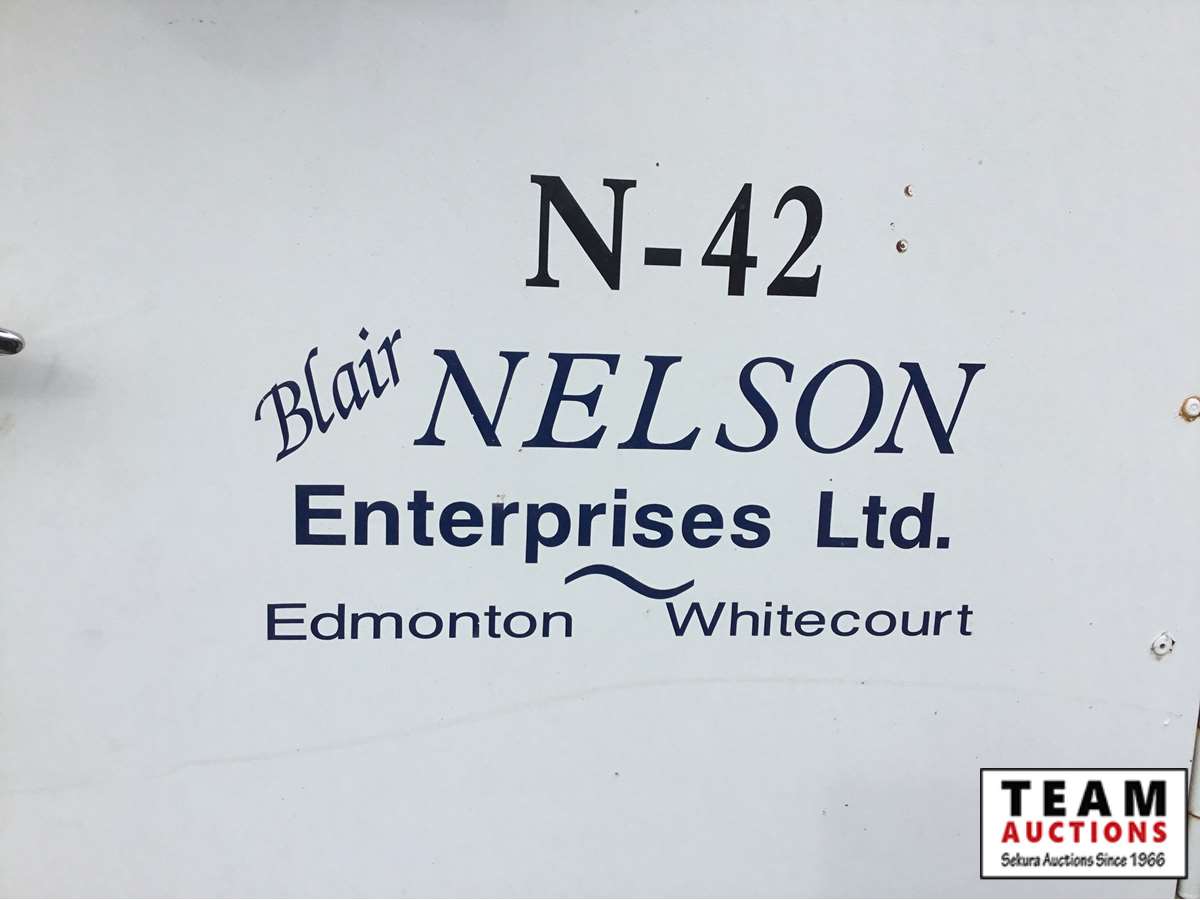 N-42
Blair NELSON
Enterprises Ltd.
Edmonton ~ Whitecourt
TEAM
AUCTIONS
Sekura Auctions Since 1966